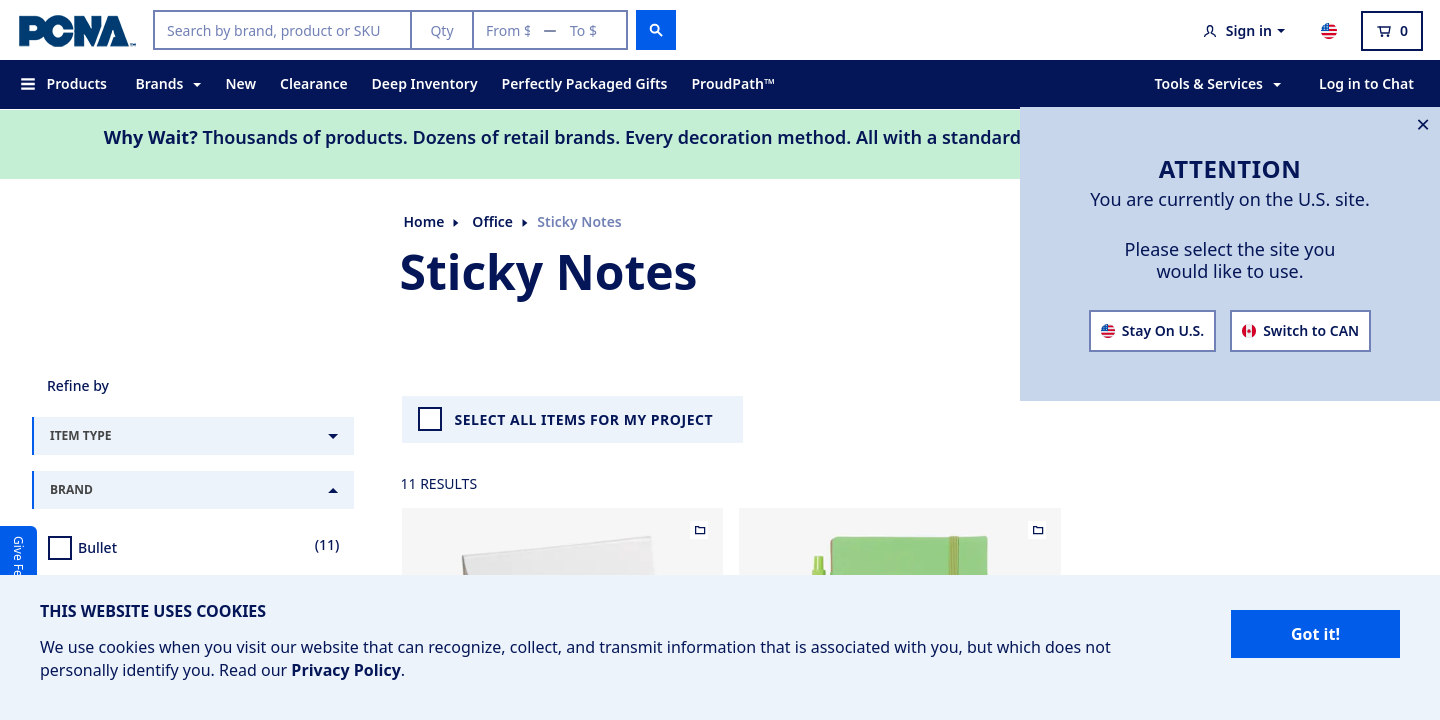 PCNA™
Search by brand, product or SKU
Qty
From $ — To $
Sign in
0
Products
Brands
New
Clearance
Deep Inventory
Perfectly Packaged Gifts
ProudPath™
Tools & Services
Log in to Chat
Why Wait? Thousands of products. Dozens of retail brands. Every decoration method. All with a standard
ATTENTION
You are currently on the U.S. site.
Please select the site you
would like to use.
Stay On U.S.
Switch to CAN
Home
Office
Sticky Notes
Sticky Notes
Refine by
ITEM TYPE
BRAND
Bullet
(11)
SELECT ALL ITEMS FOR MY PROJECT
11 RESULTS
Give
THIS WEBSITE USES COOKIES
We use cookies when you visit our website that can recognize, collect, and transmit information that is associated with you, but which does not
personally identify you. Read our Privacy Policy.
Got it!